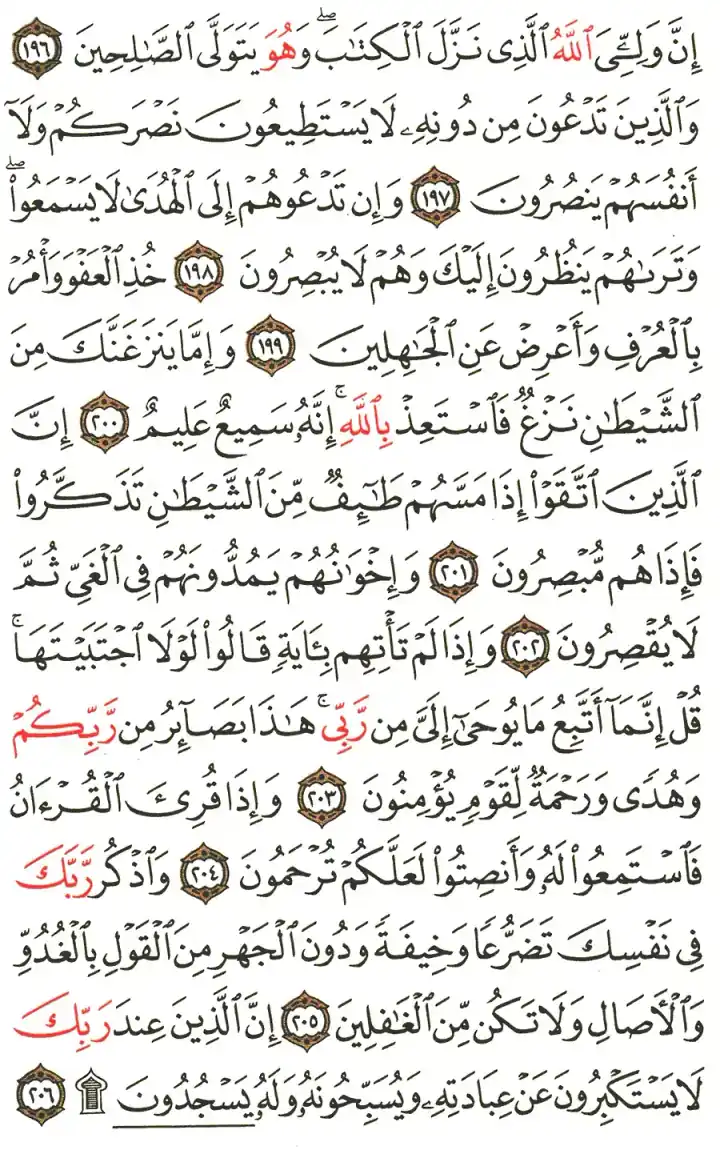 إِنَّ وَلِـِّۧيَ ٱللَّهُ ٱلَّذِى نَزَّلَ ٱلْكِتَٰبَ ۖ وَهُوَ يَتَوَلَّى ٱلصَّٰلِحِينَ ١٩٦
وَٱلَّذِينَ تَدْعُونَ مِن دُونِهِۦ لَا يَسْتَطِيعُونَ نَصْرَكُمْ وَلَآ
أَنفُسَهُمْ يَنصُرُونَ ١٩٧ وَإِن تَدْعُوهُمْ إِلَى ٱلْهُدَىٰ لَا يَسْمَعُوا۟ ۖ
وَتَرَىٰهُمْ يَنظُرُونَ إِلَيْكَ وَهُمْ لَا يُبْصِرُونَ ١٩٨ خُذِ ٱلْعَفْوَ وَأْمُرْ
بِٱلْعُرْفِ وَأَعْرِضْ عَنِ ٱلْجَٰهِلِينَ ١٩٩ وَإِمَّا يَنزَغَنَّكَ مِنَ
ٱلشَّيْطَٰنِ نَزْغٌ فَٱسْتَعِذْ بِٱللَّهِ ۚ إِنَّهُۥ سَمِيعٌ عَلِيمٌ ٢٠٠ إِنَّ
ٱلَّذِينَ ٱتَّقَوْا۟ إِذَا مَسَّهُمْ طَٰٓئِفٌ مِّنَ ٱلشَّيْطَٰنِ تَذَكَّرُوا۟
فَإِذَا هُم مُّبْصِرُونَ ٢٠١ وَإِخْوَٰنُهُمْ يَمُدُّونَهُمْ فِى ٱلْغَىِّ ثُمَّ
لَا يُقْصِرُونَ ٢٠٢ وَإِذَا لَمْ تَأْتِهِم بِـَٔايَةٍ قَالُوا۟ لَوْلَا ٱجْتَبَيْتَهَا ۚ
قُلْ إِنَّمَآ أَتَّبِعُ مَا يُوحَىٰٓ إِلَىَّ مِن رَّبِّى ۚ هَٰذَا بَصَآئِرُ مِن رَّبِّكُمْ
وَهُدًى وَرَحْمَةٌ لِّقَوْمٍ يُؤْمِنُونَ ٢٠٣ وَإِذَا قُرِئَ ٱلْقُرْءَانُ
فَٱسْتَمِعُوا۟ لَهُۥ وَأَنصِتُوا۟ لَعَلَّكُمْ تُرْحَمُونَ ٢٠٤ وَٱذْكُر رَّبَّكَ
فِى نَفْسِكَ تَضَرُّعًا وَخِيفَةً وَدُونَ ٱلْجَهْرِ مِنَ ٱلْقَوْلِ بِٱلْغُدُوِّ
وَٱلْءَاصَالِ وَلَا تَكُن مِّنَ ٱلْغَٰفِلِينَ ٢٠٥ إِنَّ ٱلَّذِينَ عِندَ رَبِّكَ
لَا يَسْتَكْبِرُونَ عَنْ عِبَادَتِهِۦ وَيُسَبِّحُونَهُۥ وَلَهُۥ يَسْجُدُونَ ۩ ٢٠٦